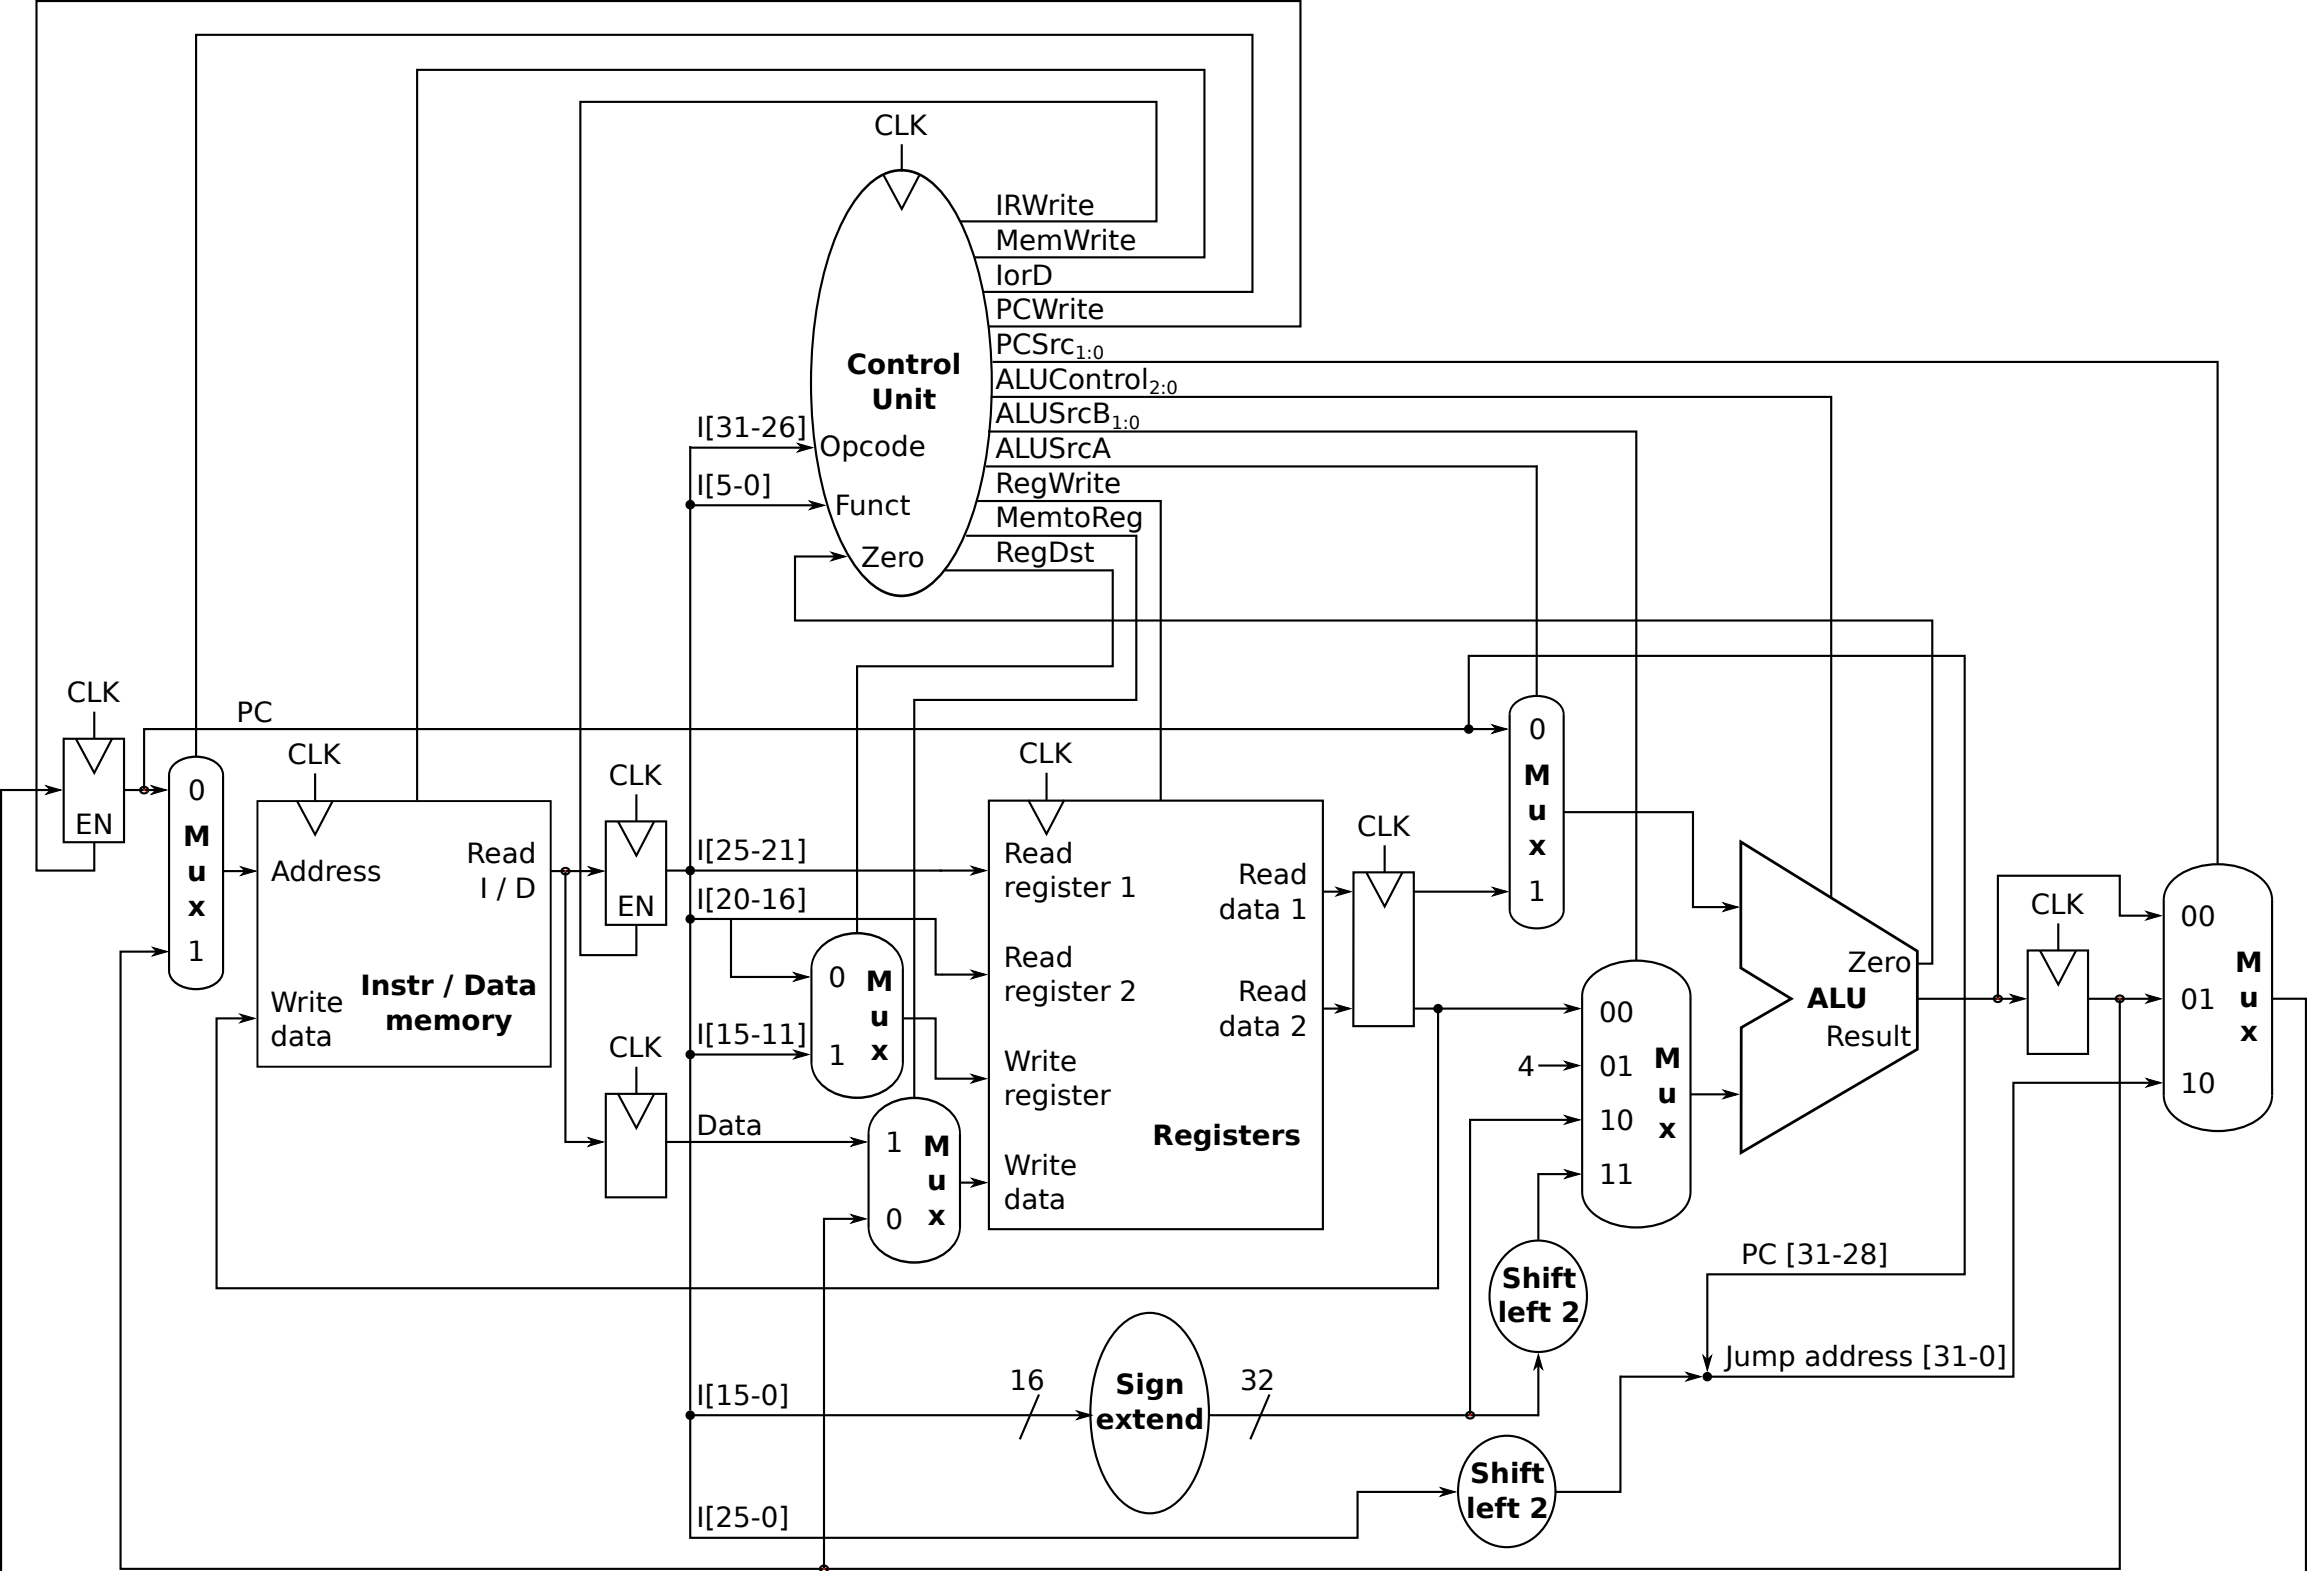 CLK
IRWrite
MemWrite
IorD
PCWrite
PCSrc1:0
ALUControl2:0
ALUSrcB1:0
ALUSrcA
RegWrite
MemtoReg
RegDst
Control
Unit
I[31-26]
Opcode
I[5-0]
Funct
Zero
CLK
EN
PC
0
M
u
x
1
CLK
Address
Read
I / D
Write
data
Instr / Data
memory
CLK
EN
CLK
Data
I[25-21]
I[20-16]
I[15-11]
0
1
M
u
x
1
0
M
u
x
CLK
Read
register 1
Read
register 2
Write
register
Write
data
Read
data 1
Read
data 2
Registers
CLK
0
M
u
x
1
00
4
01
10
11
M
u
x
Zero
ALU
Result
CLK
00
01
10
M
u
x
Shift
left 2
PC [31-28]
Jump address [31-0]
I[15-0]
16
Sign
extend
32
I[25-0]
Shift
left 2